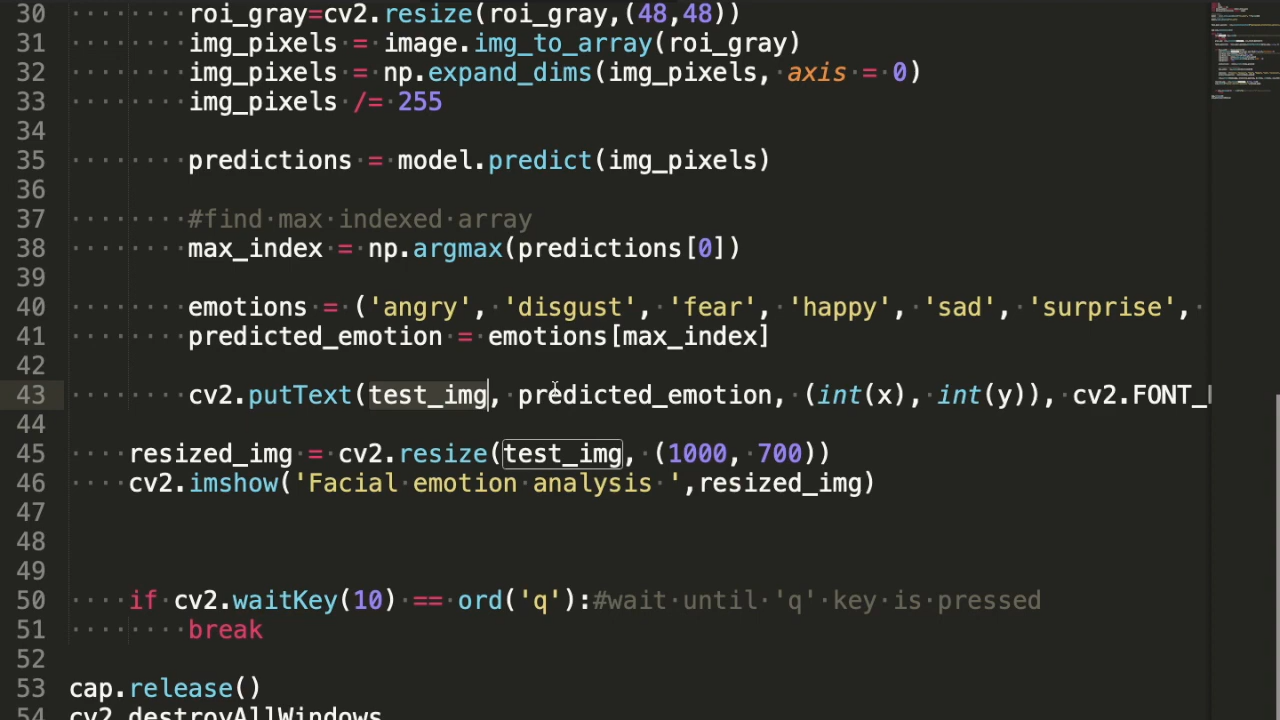 30 roi_gray=cv2.resize(roi_gray,(48,48))
31 img_pixels = image.img_to_array(roi_gray)
32 img_pixels = np.expand_dims(img_pixels, axis = 0)
33 img_pixels /= 255
34
35 predictions = model.predict(img_pixels)
36
37 #find max indexed array
38 max_index = np.argmax(predictions[0])
39
40 emotions = ('angry', 'disgust', 'fear', 'happy', 'sad', 'surprise',
41 predicted_emotion = emotions[max_index]
42
43 cv2.putText(test_img, predicted_emotion, (int(x), int(y)), cv2.FONT_
44
45 resized_img = cv2.resize(test_img, (1000, 700))
46 cv2.imshow('Facial emotion analysis ',resized_img)
47
48
49
50 if cv2.waitKey(10) == ord('q'):#wait until 'q' key is pressed
51 break
52
53 cap.release()
54 cv2.destroyAllWindows